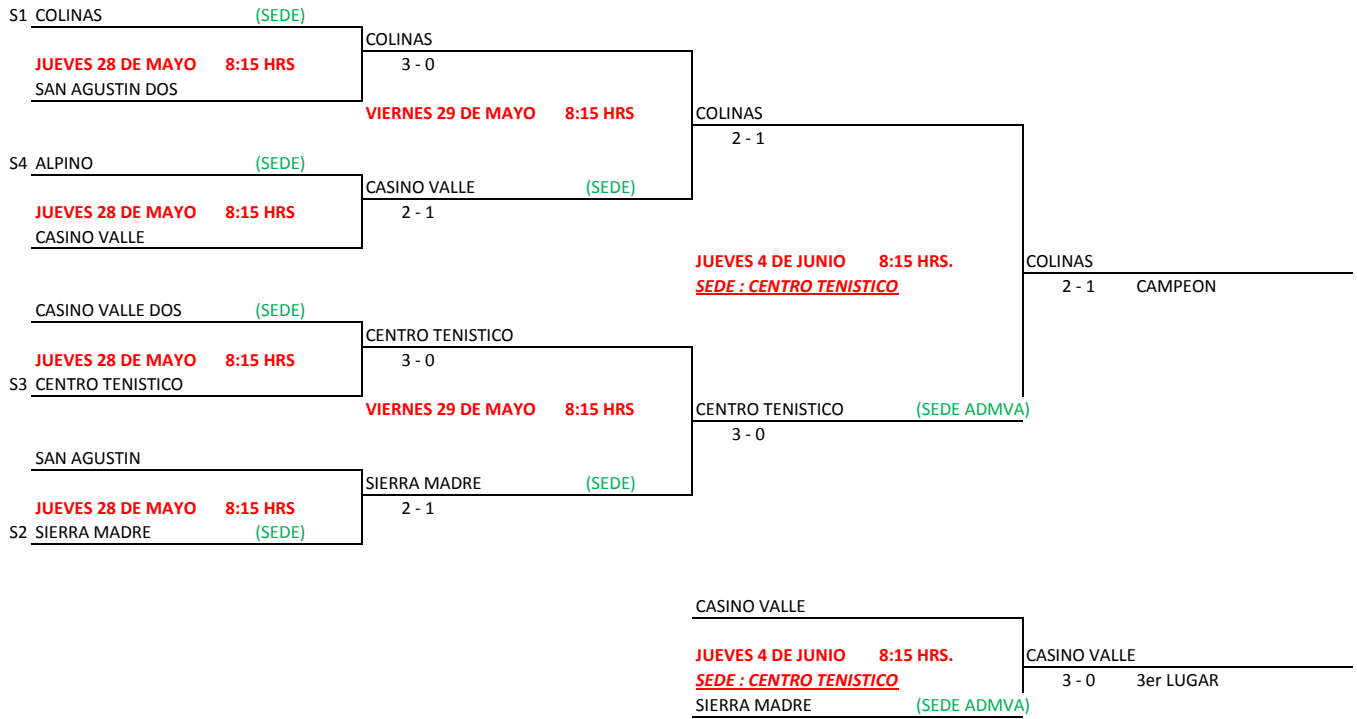 S1 COLINAS (SEDE)
COLINAS
JUEVES 28 DE MAYO 8:15 HRS
3 - 0
SAN AGUSTIN DOS
VIERNES 29 DE MAYO 8:15 HRS
COLINAS
2 - 1
S4 ALPINO (SEDE)
CASINO VALLE (SEDE)
JUEVES 28 DE MAYO 8:15 HRS
2 - 1
CASINO VALLE
JUEVES 4 DE JUNIO 8:15 HRS.
COLINAS
SEDE : CENTRO TENISTICO
2 - 1 CAMPEON
CASINO VALLE DOS (SEDE)
CENTRO TENISTICO
JUEVES 28 DE MAYO 8:15 HRS
3 - 0
S3 CENTRO TENISTICO
VIERNES 29 DE MAYO 8:15 HRS
CENTRO TENISTICO (SEDE ADMVA)
3 - 0
SAN AGUSTIN
SIERRA MADRE (SEDE)
JUEVES 28 DE MAYO 8:15 HRS
2 - 1
S2 SIERRA MADRE (SEDE)
CASINO VALLE
JUEVES 4 DE JUNIO 8:15 HRS.
CASINO VALLE
SEDE : CENTRO TENISTICO
3 - 0 3er LUGAR
SIERRA MADRE (SEDE ADMVA)